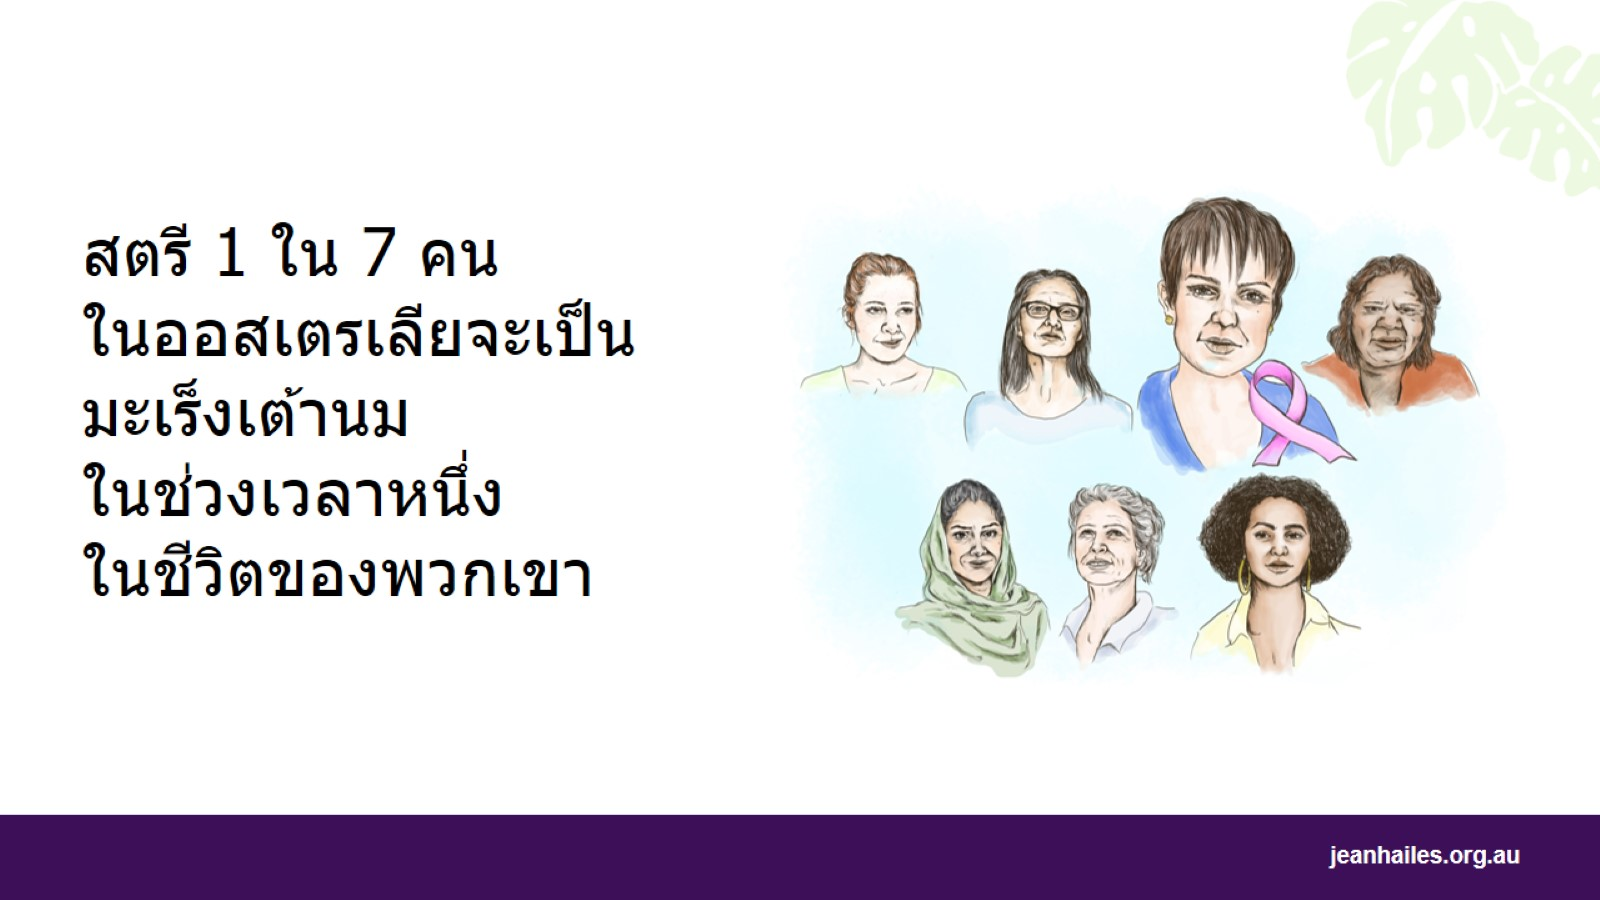 สตรี 1 ใน 7 คน
ในออสเตรเลียจะเป็น
มะเร็งเต้านม
ในช่วงเวลาหนึ่ง
ในชีวิตของพวกเขา
jeanhailes.org.au